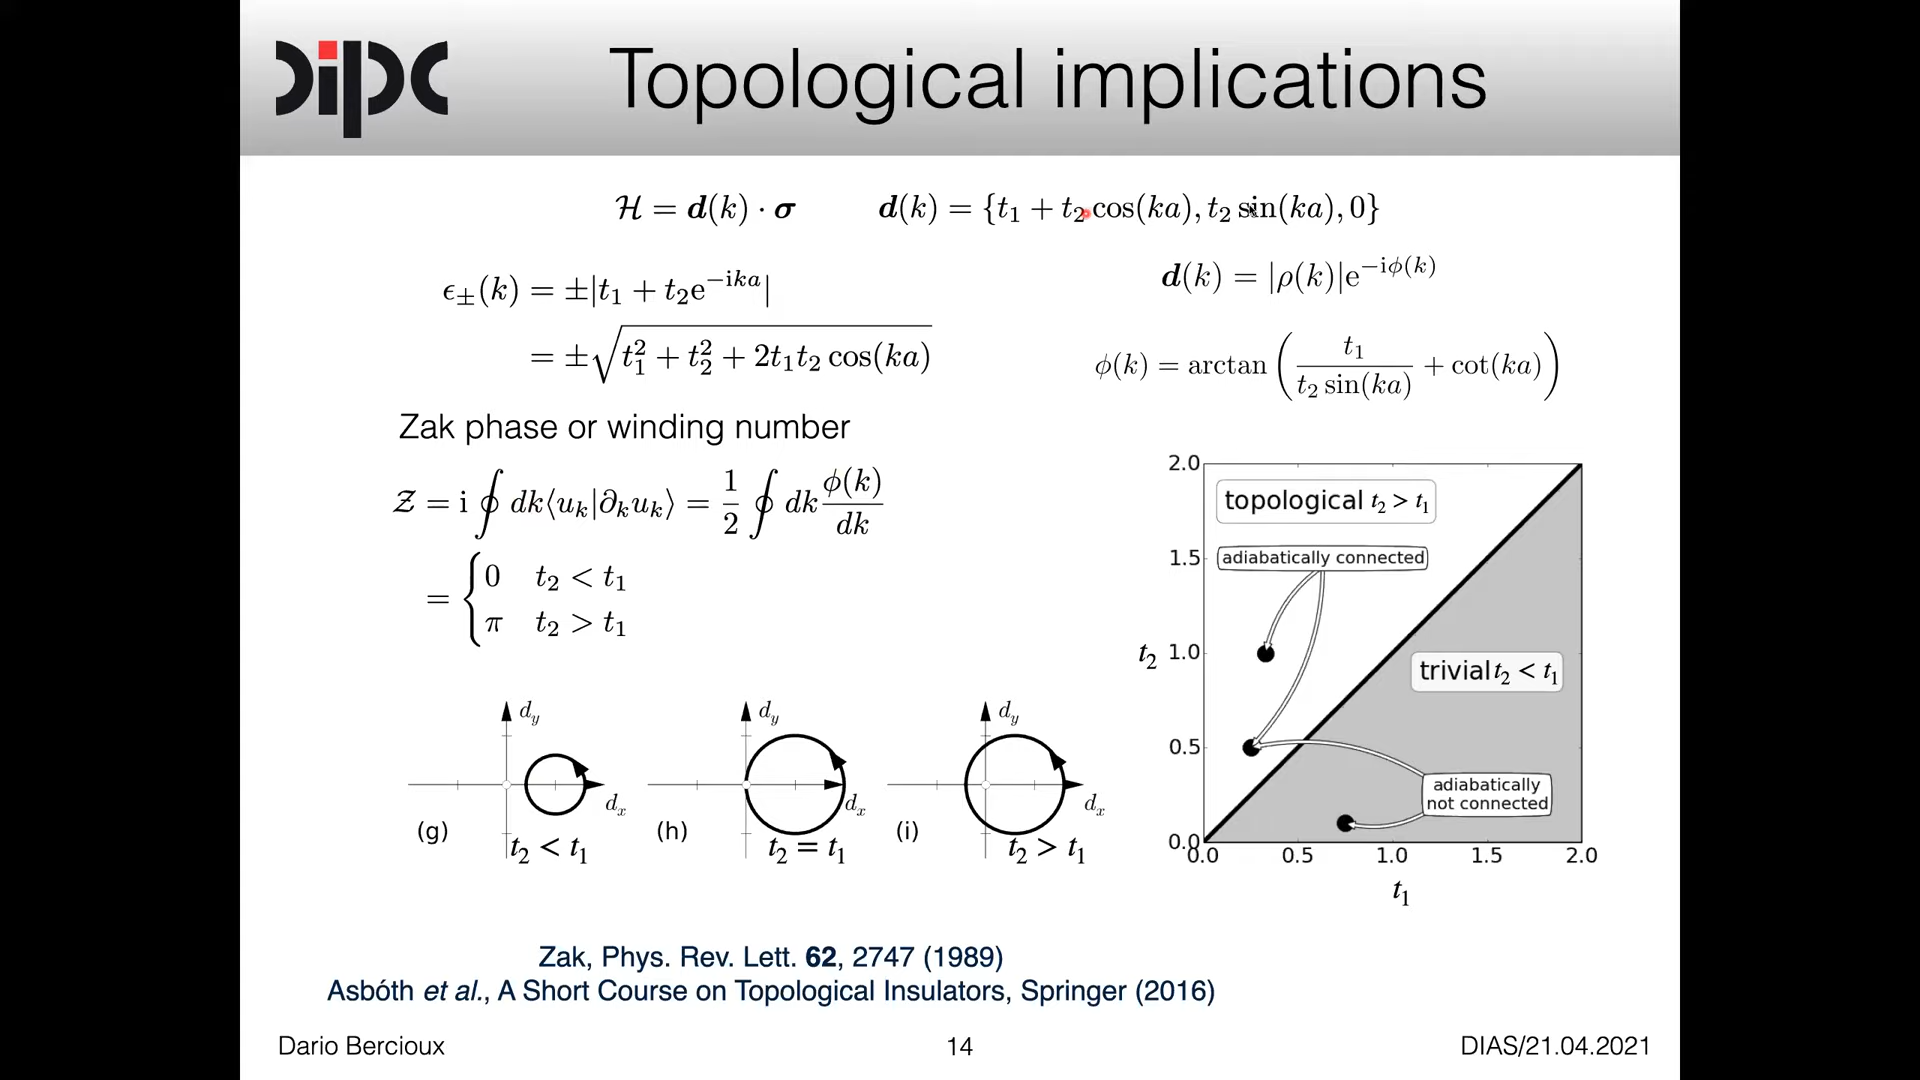 dipc
Topological implications
ℋ = d(k) · σ    d(k) = {t₁ + t₂ cos(ka), t₂ sin(ka), 0}
ϵ±(k) = ±|t₁ + t₂e^{−ika}|
= ±√(t₁² + t₂² + 2t₁t₂ cos(ka))
d(k) = |ρ(k)|e^{−iϕ(k)}
ϕ(k) = arctan (t₁ / (t₂ sin(ka)) + cot(ka))
Zak phase or winding number
𝒵 = i ∮ dk⟨uₖ|∂ₖuₖ⟩ = 1/2 ∮ dk ϕ(k)/dk
= { 0    t₂ < t₁
π    t₂ > t₁
d_y
d_x
(g)
t₂ < t₁
d_y
d_x
(h)
t₂ = t₁
d_y
d_x
(i)
t₂ > t₁
2.0
topological t₂ > t₁
1.5
adiabatically connected
t₂ 1.0
trivial t₂ < t₁
0.5
adiabatically
not connected
0.0
0.0 0.5 1.0 1.5 2.0
t₁
Zak, Phys. Rev. Lett. 62, 2747 (1989)
Asbóth et al., A Short Course on Topological Insulators, Springer (2016)
Dario Bercioux
14
DIAS/21.04.2021